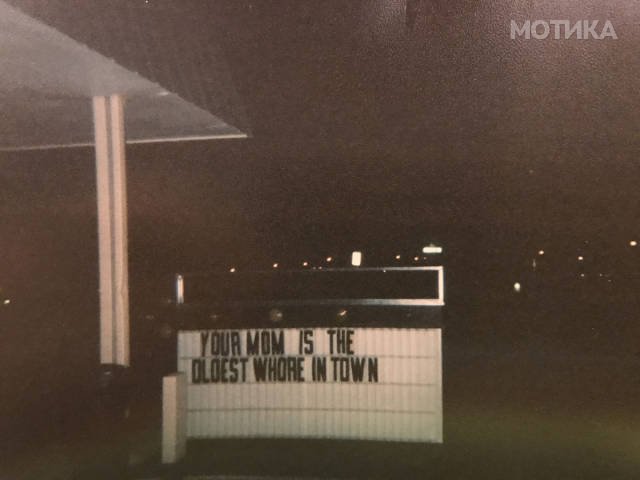 МОТИКА
YOUR MOM IS THE
OLDEST WHORE IN TOWN